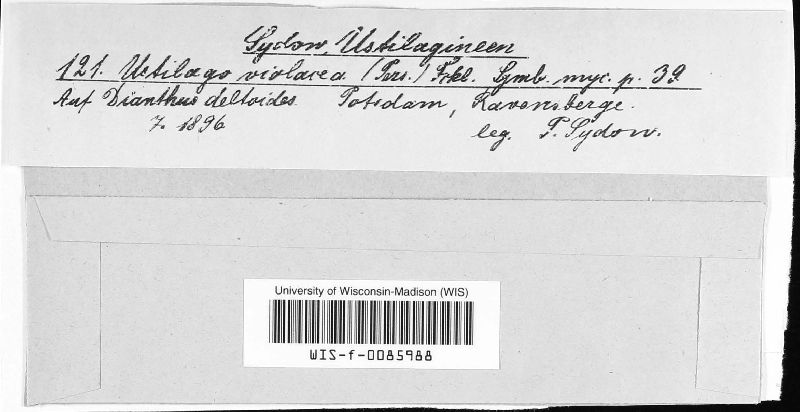 Sydow, Ustilagineen
121. Ustilago violacea (Pers.) Fckl. Symb. myc. p. 39.
Auf Dianthus deltoides. Potsdam, Ravensberge.
7. 1896 leg. P. Sydow.
University of Wisconsin-Madison (WIS)
WIS-f-0085988